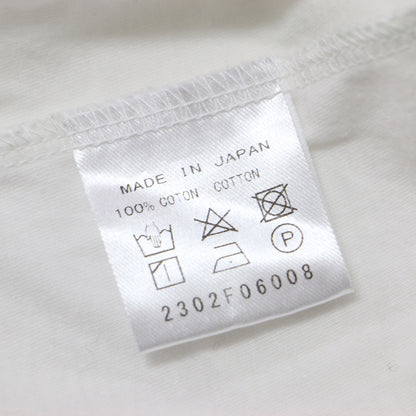 MADE IN JAPAN
100% COTON COTTON
P
2302F06008